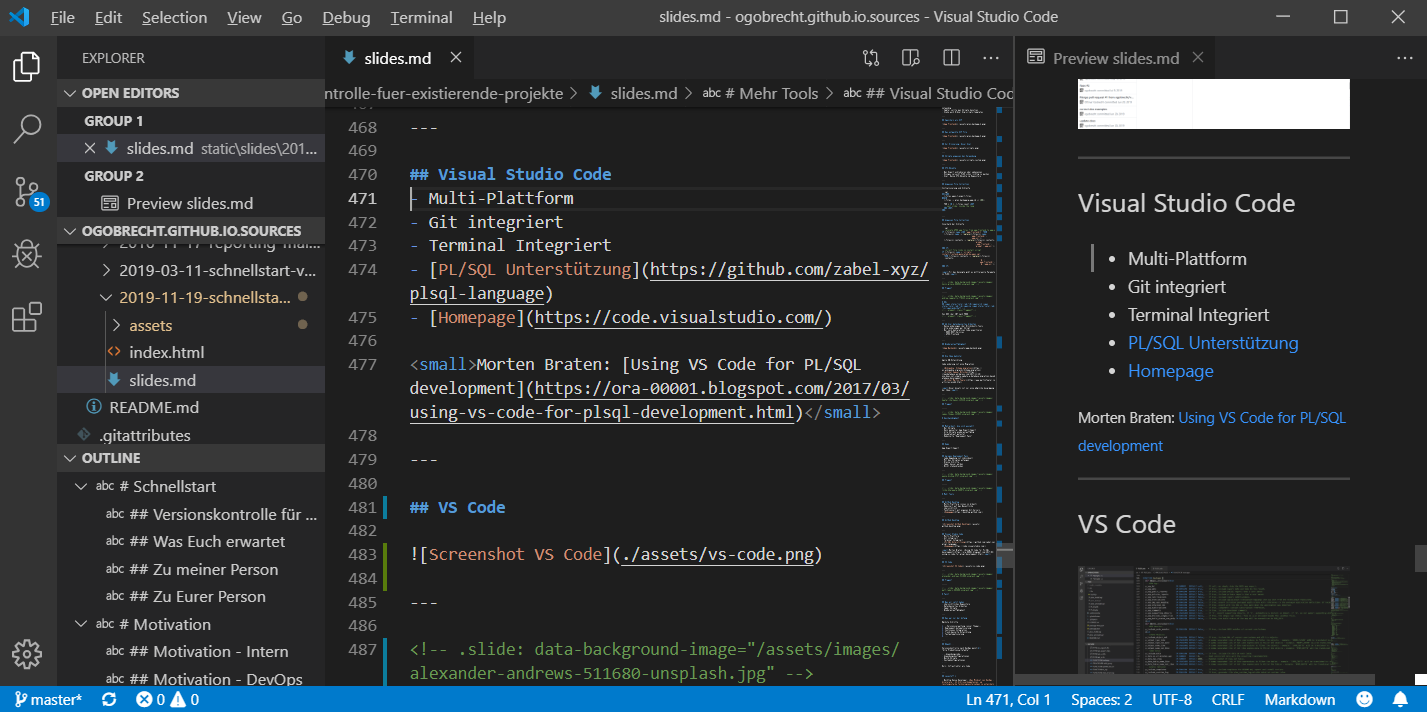 File Edit Selection View Go Debug Terminal Help
slides.md - ogobrecht.github.io.sources - Visual Studio Code
EXPLORER
OPEN EDITORS
GROUP 1
slides.md static\slides\201...
GROUP 2
Preview slides.md
OGOBRECHT.GITHUB.IO.SOURCES
2019-03-11-schnellstart-v...
2019-11-19-schnellsta...
assets
index.html
slides.md
README.md
.gitattributes
OUTLINE
abc # Schnellstart
abc ## Versionskontrolle für ...
abc ## Was Euch erwartet
abc ## Zu meiner Person
abc ## Zu Eurer Person
abc # Motivation
abc ## Motivation - Intern
abc ## Motivation - DevOps
51
slides.md
ntrolle-fuer-existierende-projekte > slides.md > abc # Mehr Tools > abc ## Visual Studio Cod
468 ---
469
470 ## Visual Studio Code
471 - Multi-Plattform
472 - Git integriert
473 - Terminal Integriert
474 - [PL/SQL Unterstützung](https://github.com/zabel-xyz/
plsql-language)
475 - [Homepage](https://code.visualstudio.com/)
476
477 <small>Morten Braten: [Using VS Code for PL/SQL
development](https://ora-00001.blogspot.com/2017/03/
using-vs-code-for-plsql-development.html)</small>
478
479 ---
480
481 ## VS Code
482
483 ![Screenshot VS Code](./assets/vs-code.png)
484
485 ---
486
487 <!-- .slide: data-background-image="/assets/images/
alexander-andrews-511680-unsplash.jpg" -->
Preview slides.md
Visual Studio Code
• Multi-Plattform
• Git integriert
• Terminal Integriert
• PL/SQL Unterstützung
• Homepage
Morten Braten: Using VS Code for PL/SQL
development
VS Code
master* 0 0
Ln 471, Col 1 Spaces: 2 UTF-8 CRLF Markdown